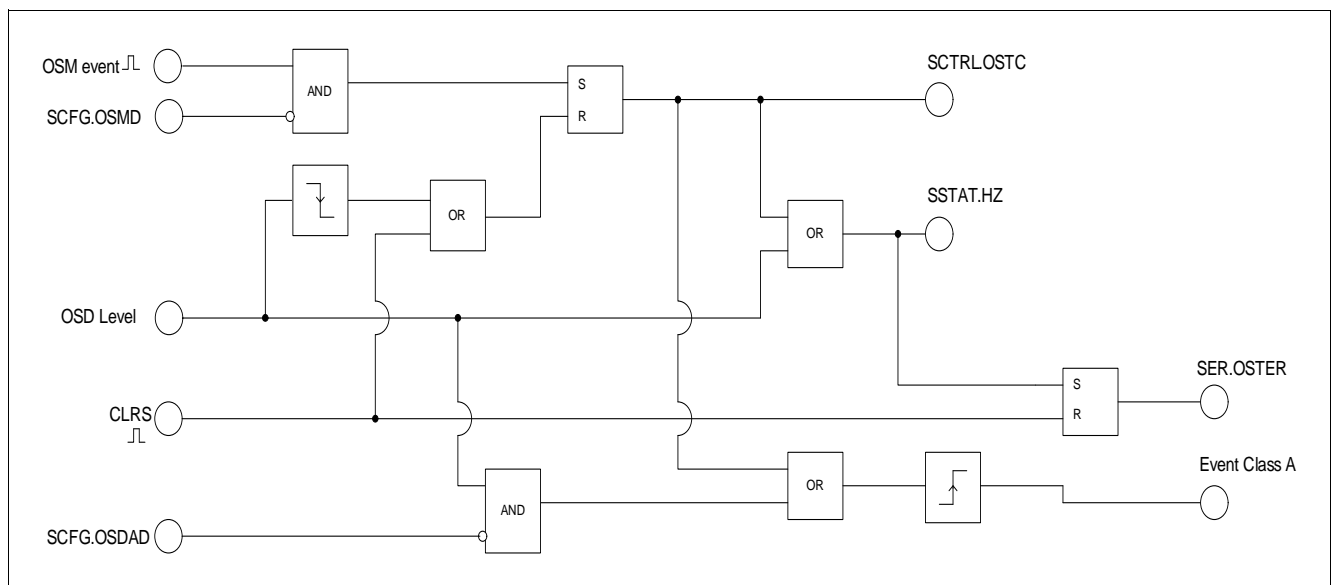 OSM event
SCFG.OSMD
AND
S
R
SCTRL.OSTC
OR
OR
SSTAT.HZ
OSD Level
CLRS
S
R
SER.OSTER
SCFG.OSDAD
AND
OR
Event Class A